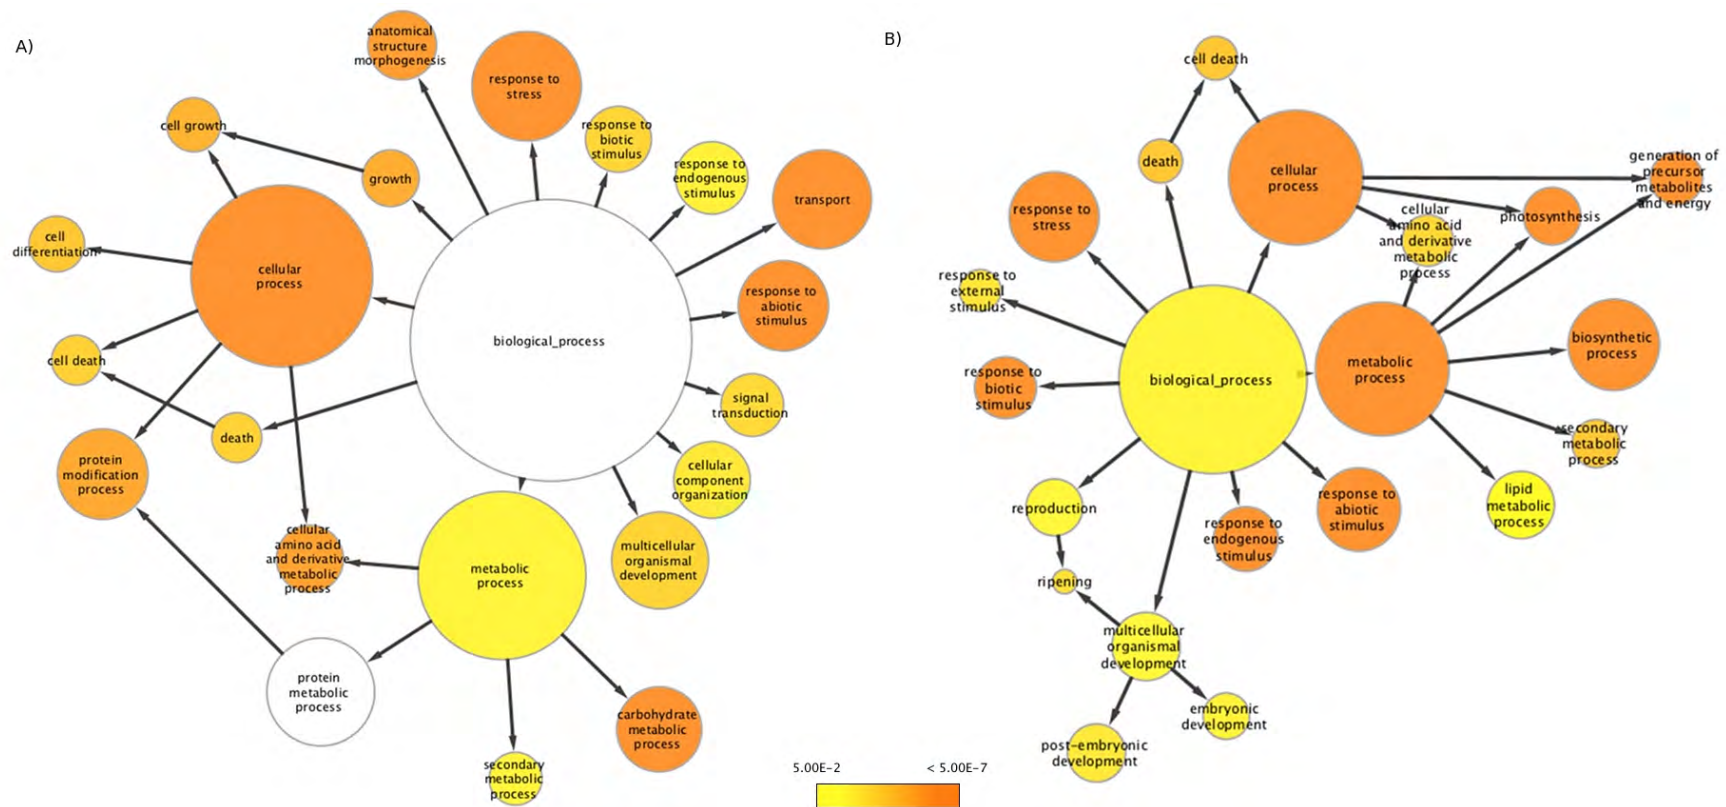 A)
anatomical
structure
morphogenesis
response to
stress
cell growth
response to
biotic
stimulus
growth
response to
endogenous
stimulus
transport
cell
differentiation
cellular
process
response to
abiotic
stimulus
biological_process
cell death
death
signal
transduction
protein
modification
process
cellular
component
organization
cellular
amino acid
and derivative
metabolic
process
metabolic
process
multicellular
organismal
development
protein
metabolic
process
carbohydrate
metabolic
process
secondary
metabolic
process
B)
cell death
death
cellular
process
generation of
precursor
metabolites
and energy
response to
stress
photosynthesis
cellular
amino acid
and derivative
metabolic
process
response to
external
stimulus
response to
biotic
stimulus
biological_process
metabolic
process
biosynthetic
process
secondary
metabolic
process
reproduction
response to
endogenous
stimulus
response to
abiotic
stimulus
lipid
metabolic
process
ripening
multicellular
organismal
development
embryonic
development
post-embryonic
development
5.00E-2
< 5.00E-7